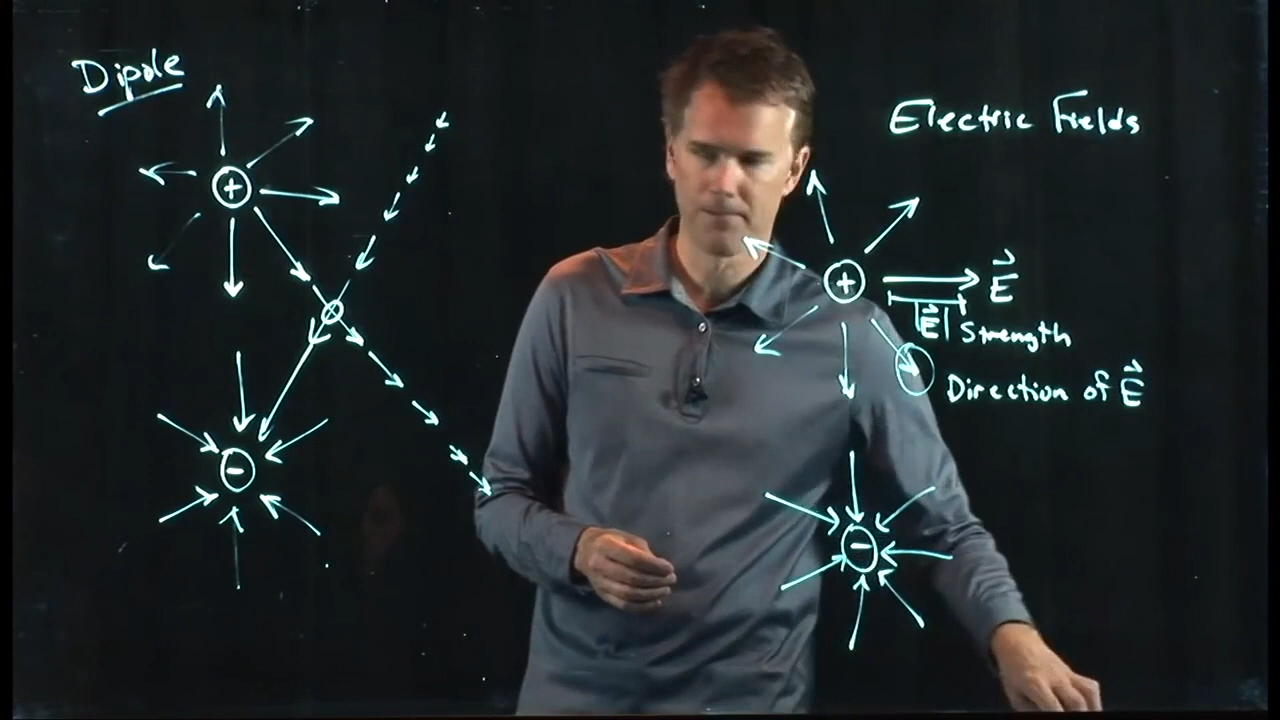 Dipole
+
-
Electric Fields
+
E⃗
|E⃗| Strength
Direction of E⃗
-